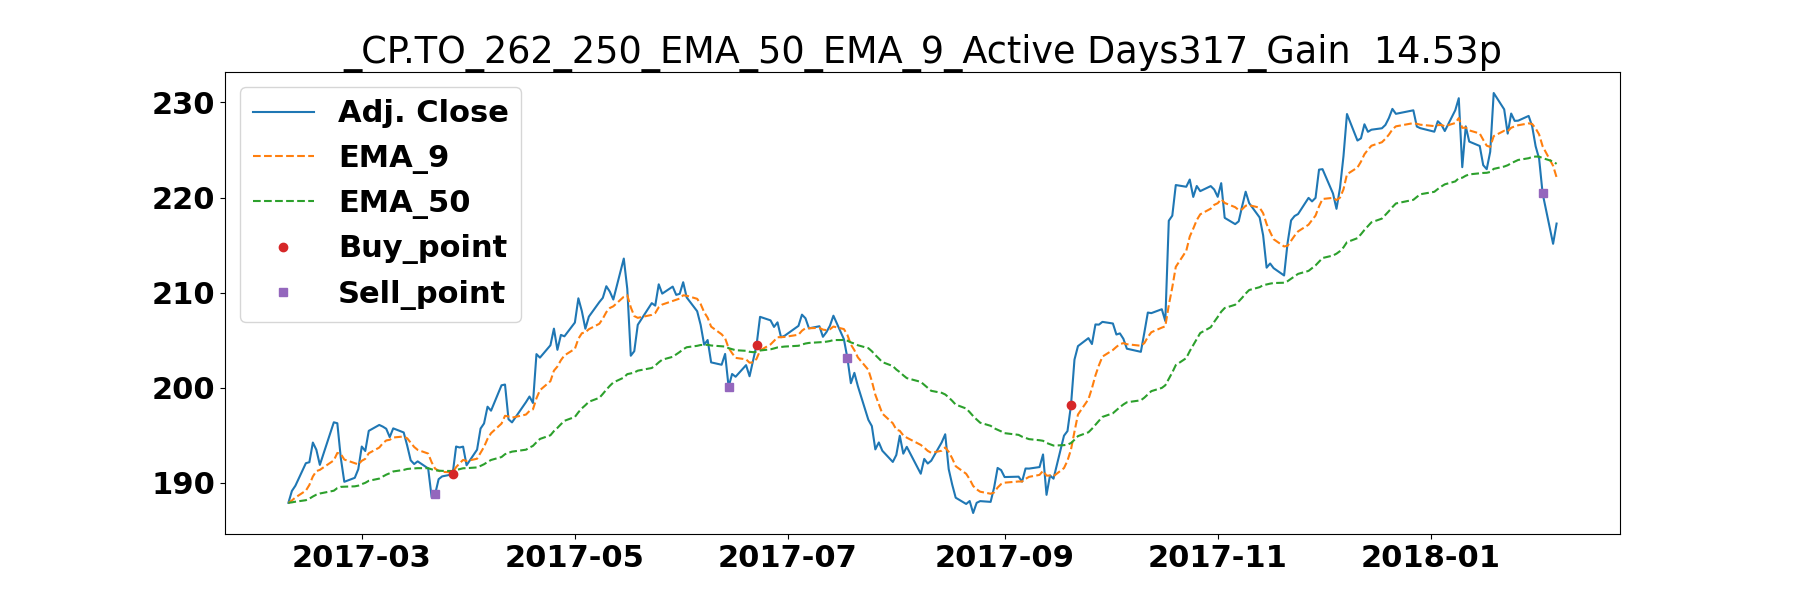 _CP.TO_262_250_EMA_50_EMA_9_Active Days317_Gain  14.53p
Adj. Close
EMA_9
EMA_50
Buy_point
Sell_point
230
220
210
200
190
2017-03 2017-05 2017-07 2017-09 2017-11 2018-01